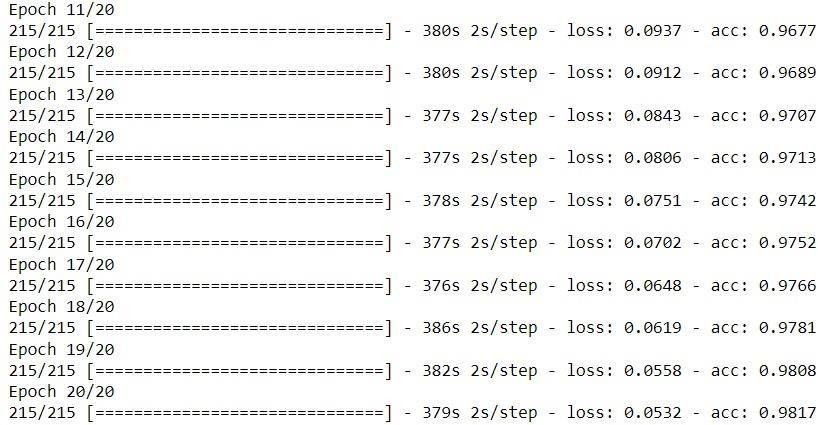 Epoch 11/20
215/215 [==============================] - 380s 2s/step - loss: 0.0937 - acc: 0.9677
Epoch 12/20
215/215 [==============================] - 380s 2s/step - loss: 0.0912 - acc: 0.9689
Epoch 13/20
215/215 [==============================] - 377s 2s/step - loss: 0.0843 - acc: 0.9707
Epoch 14/20
215/215 [==============================] - 377s 2s/step - loss: 0.0806 - acc: 0.9713
Epoch 15/20
215/215 [==============================] - 378s 2s/step - loss: 0.0751 - acc: 0.9742
Epoch 16/20
215/215 [==============================] - 377s 2s/step - loss: 0.0702 - acc: 0.9752
Epoch 17/20
215/215 [==============================] - 376s 2s/step - loss: 0.0648 - acc: 0.9766
Epoch 18/20
215/215 [==============================] - 386s 2s/step - loss: 0.0619 - acc: 0.9781
Epoch 19/20
215/215 [==============================] - 382s 2s/step - loss: 0.0558 - acc: 0.9808
Epoch 20/20
215/215 [==============================] - 379s 2s/step - loss: 0.0532 - acc: 0.9817